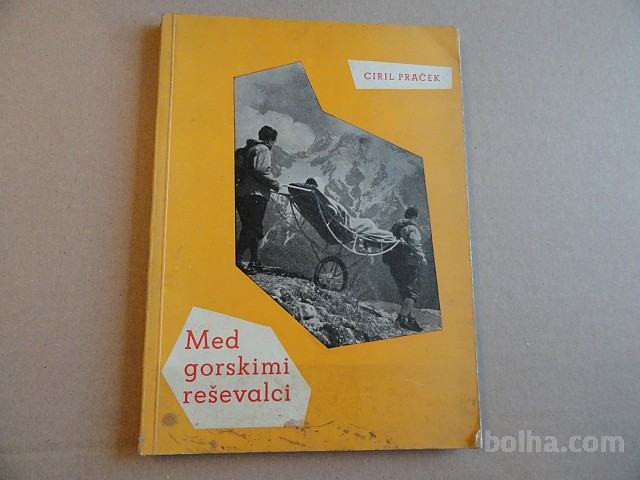 CIRIL PRAČEK
Med
gorskimi
reševalci
bolha.com